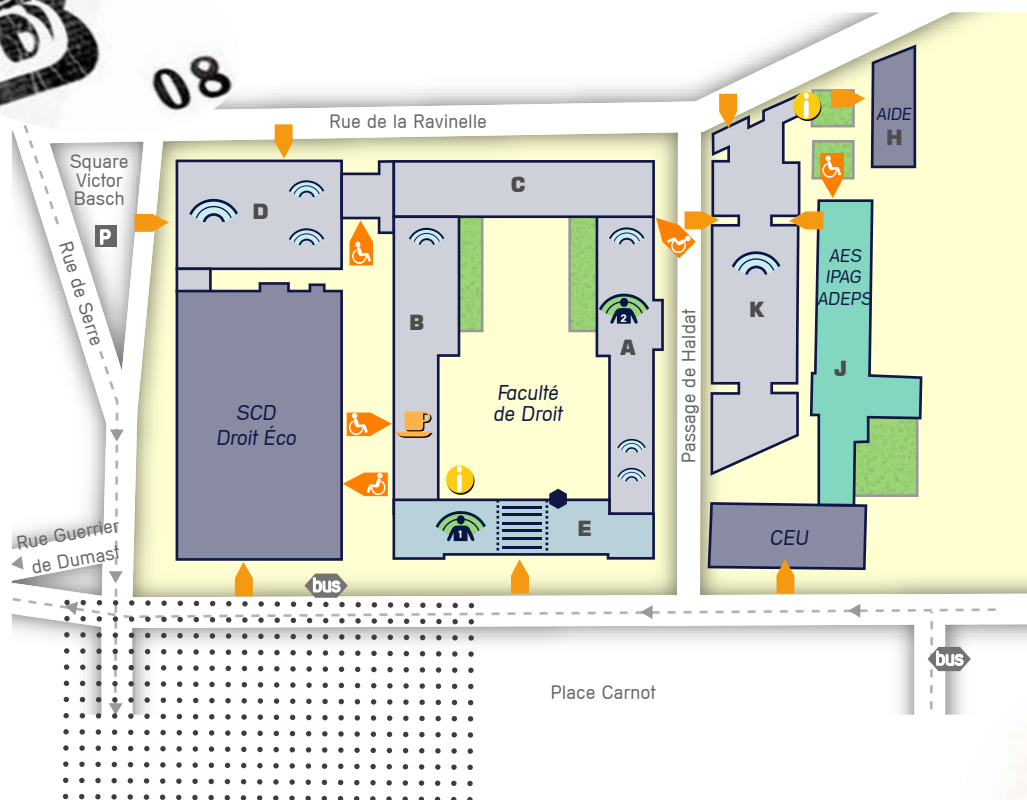 08
Rue de la Ravinelle
Square
Victor
Basch
P
Rue de Serre
Rue Guerrier
de Dumast
D
C
B
A
2
SCD
Droit Éco
Faculté
de Droit
1
E
i
bus
Passage de Haldat
i
K
AIDE
H
AES
IPAG
ADEPS
J
CEU
Place Carnot
bus